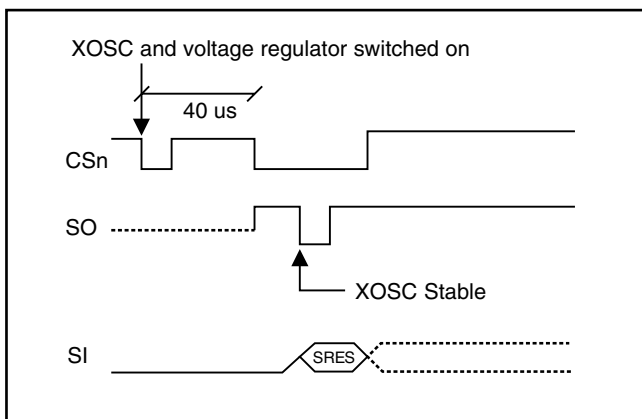 XOSC and voltage regulator switched on
40 us
CSn
SO
XOSC Stable
SI
SRES